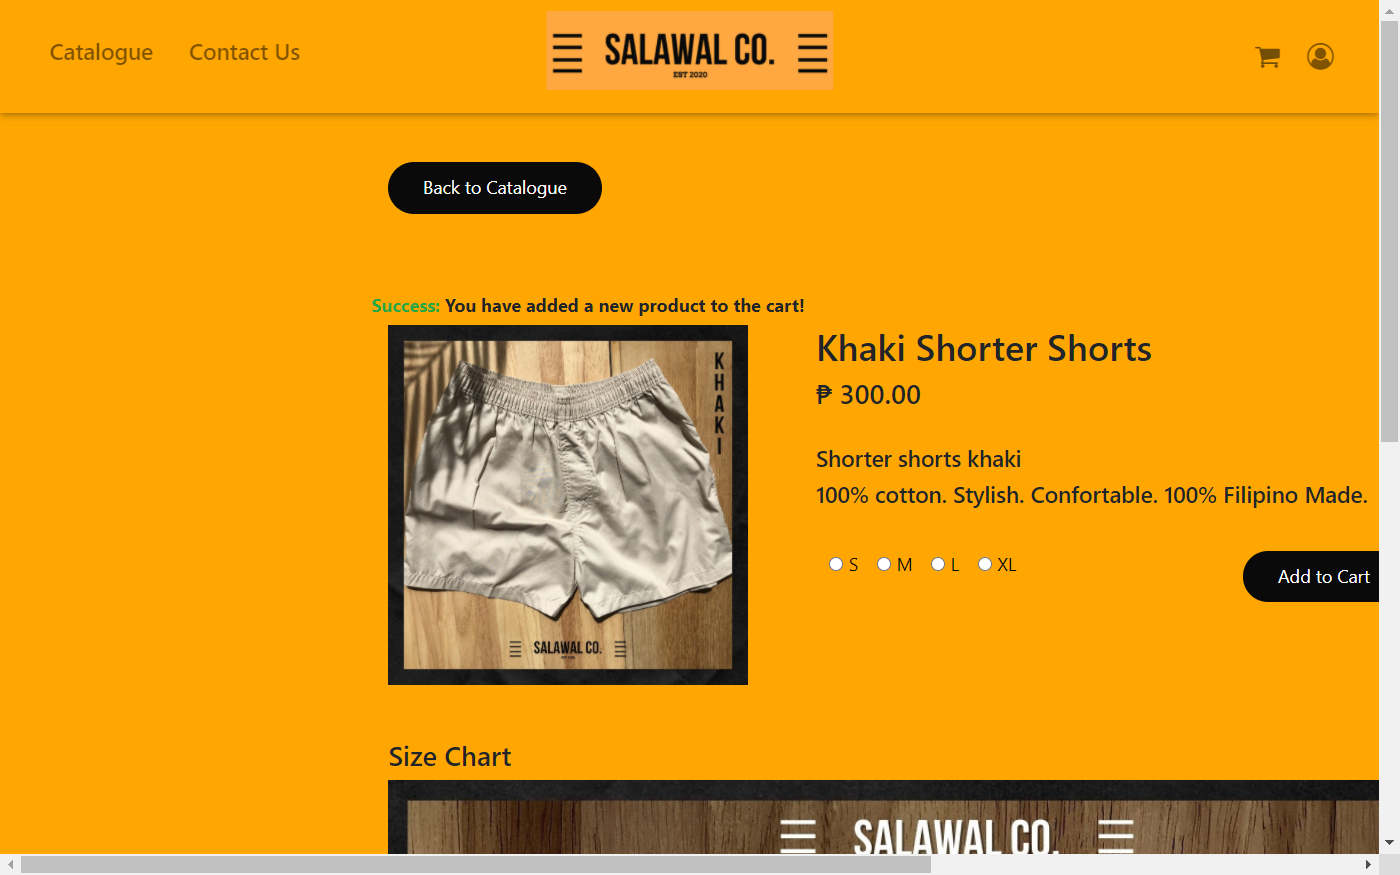 Catalogue
Contact Us
SALAWAL CO.
EST 2020
Back to Catalogue
Success: You have added a new product to the cart!
KHAKI
SALAWAL CO.
Khaki Shorter Shorts
₱ 300.00
Shorter shorts khaki
100% cotton. Stylish. Confortable. 100% Filipino Made.
S
M
L
XL
Add to Cart
Size Chart
SALAWAL CO.